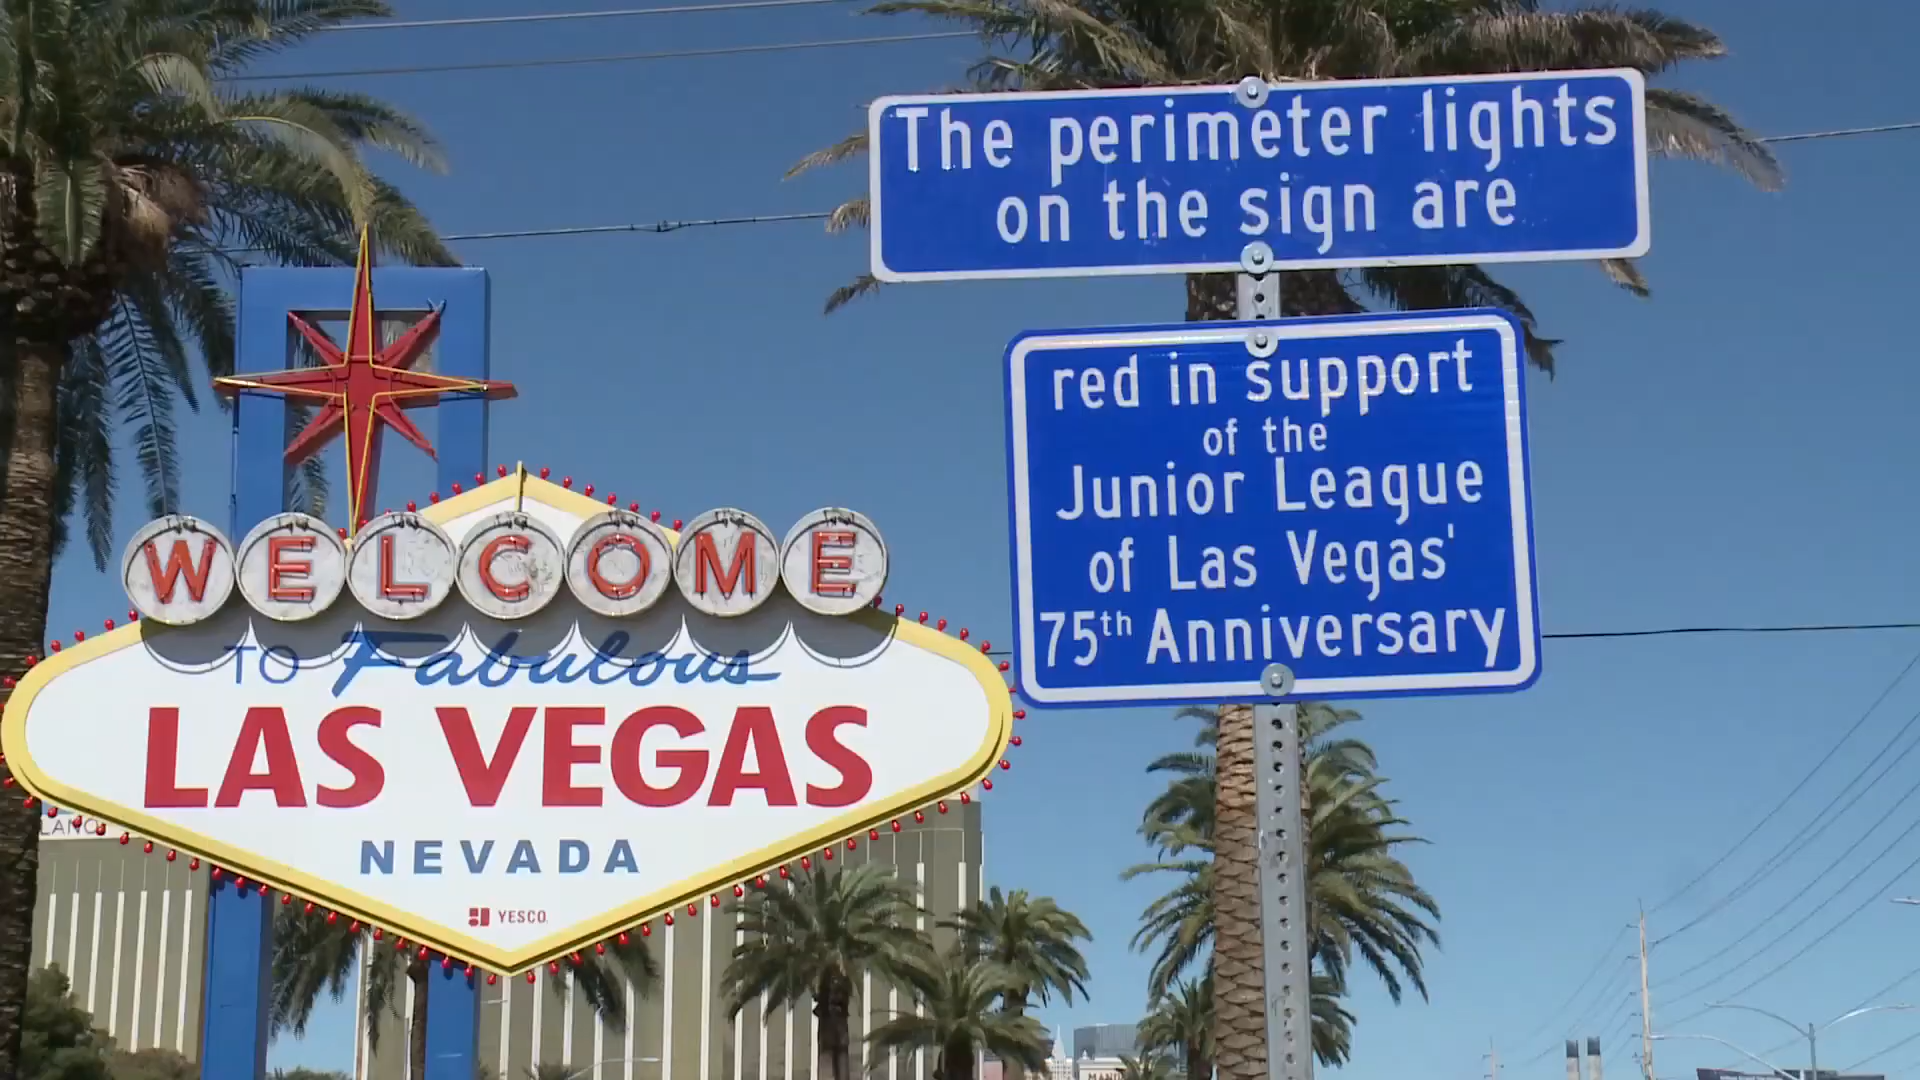 The perimeter lights
on the sign are
red in support
of the
Junior League
of Las Vegas'
75th Anniversary
WELCOME
TO Fabulous
LAS VEGAS
NEVADA
YESCO